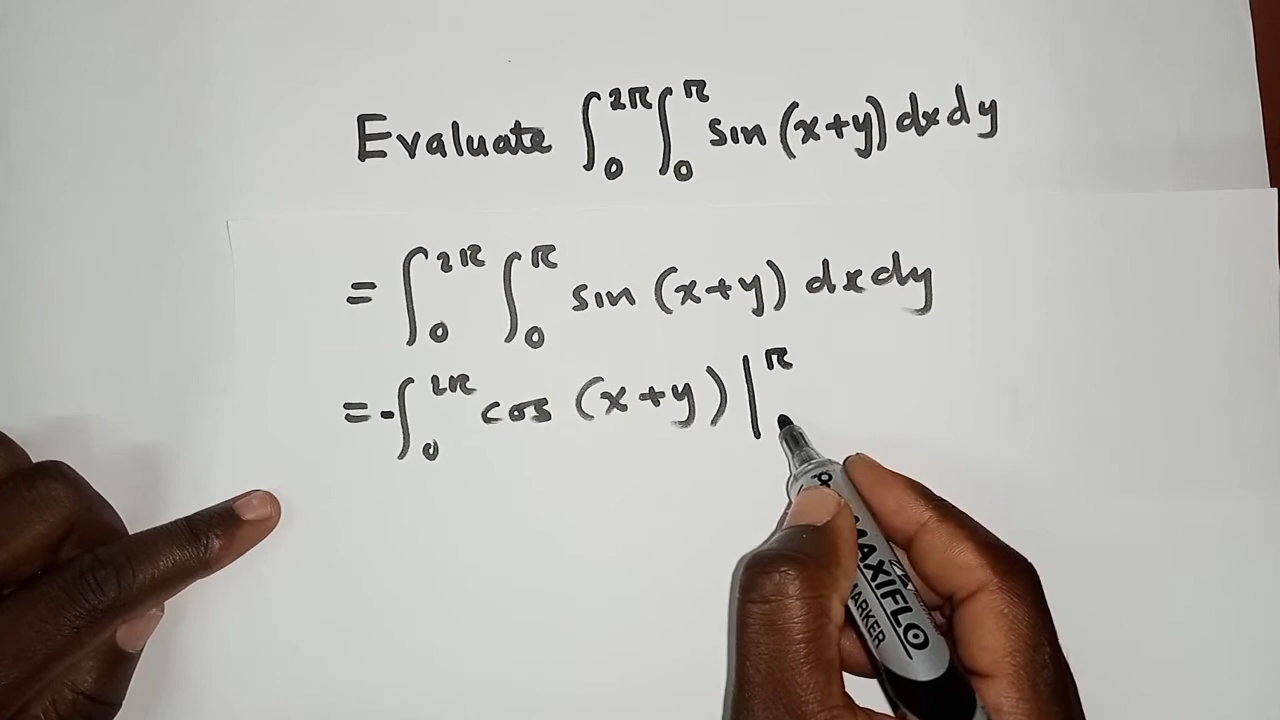 Evaluate ∫₀^{2π} ∫₀^{π} sin (x+y) dx dy
= ∫₀^{2π} ∫₀^{π} sin (x+y) dx dy
= -∫₀^{2π} cos (x+y) |^{π}
MAXIFLO
MARKER